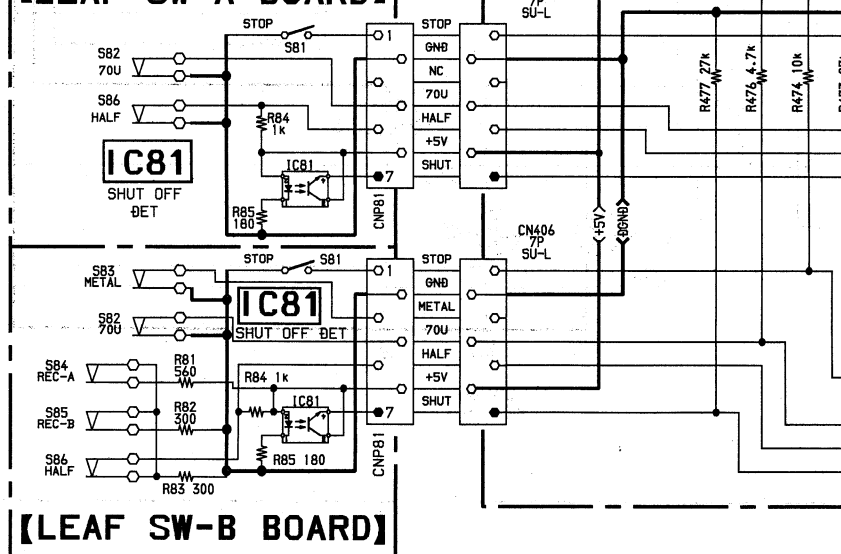 [LEAF SW-A BOARD]
7P
SU-L
STOP
S81
1
STOP
GND
S82
70U
NC
70U
S86
HALF
R84
1k
HALF
+5V
IC81
SHUT OFF
DET
IC81
7
SHUT
R85
180
CNP81
R477 27k
R476 4.7k
R474 10k
+5V
DGND
CN406
7P
SU-L
STOP
S81
1
STOP
S83
METAL
GND
IC81
SHUT OFF DET
METAL
S82
70U
70U
HALF
S84
REC-A
R81
560
R84 1k
+5V
S85
REC-B
R82
300
IC81
7
SHUT
S86
HALF
R85 180
R83 300
CNP81
【LEAF SW-B BOARD】